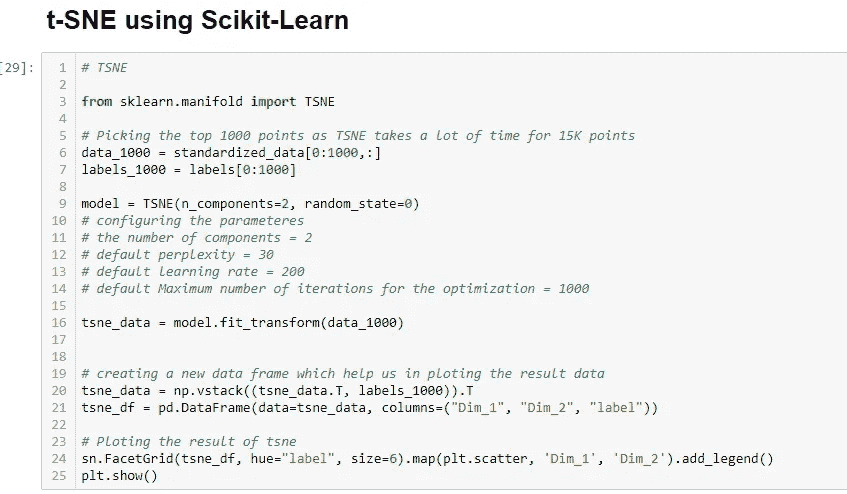 t-SNE using Scikit-Learn
[29]:
1 # TSNE
2
3 from sklearn.manifold import TSNE
4
5 # Picking the top 1000 points as TSNE takes a lot of time for 15K points
6 data_1000 = standardized_data[0:1000,:]
7 labels_1000 = labels[0:1000]
8
9 model = TSNE(n_components=2, random_state=0)
10 # configuring the parameteres
11 # the number of components = 2
12 # default perplexity = 30
13 # default learning rate = 200
14 # default Maximum number of iterations for the optimization = 1000
15
16 tsne_data = model.fit_transform(data_1000)
17
18
19 # creating a new data frame which help us in ploting the result data
20 tsne_data = np.vstack((tsne_data.T, labels_1000)).T
21 tsne_df = pd.DataFrame(data=tsne_data, columns=("Dim_1", "Dim_2", "label"))
22
23 # Ploting the result of tsne
24 sn.FacetGrid(tsne_df, hue="label", size=6).map(plt.scatter, 'Dim_1', 'Dim_2').add_legend()
25 plt.show()